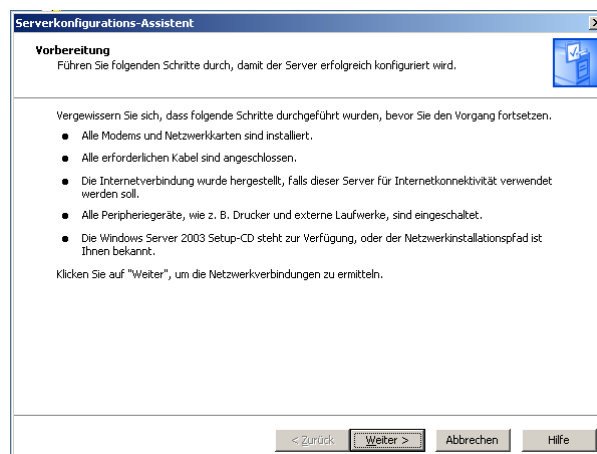 Serverkonfigurations-Assistent
Vorbereitung
Führen Sie folgenden Schritte durch, damit der Server erfolgreich konfiguriert wird.
Vergewissern Sie sich, dass folgende Schritte durchgeführt wurden, bevor Sie den Vorgang fortsetzen.
Alle Modems und Netzwerkkarten sind installiert.
Alle erforderlichen Kabel sind angeschlossen.
Die Internetverbindung wurde hergestellt, falls dieser Server für Internetkonnektivität verwendet
werden soll.
Alle Peripheriegeräte, wie z. B. Drucker und externe Laufwerke, sind eingeschaltet.
Die Windows Server 2003 Setup-CD steht zur Verfügung, oder der Netzwerkinstallationspfad ist
Ihnen bekannt.
Klicken Sie auf "Weiter", um die Netzwerkverbindungen zu ermitteln.
< Zurück Weiter > Abbrechen Hilfe